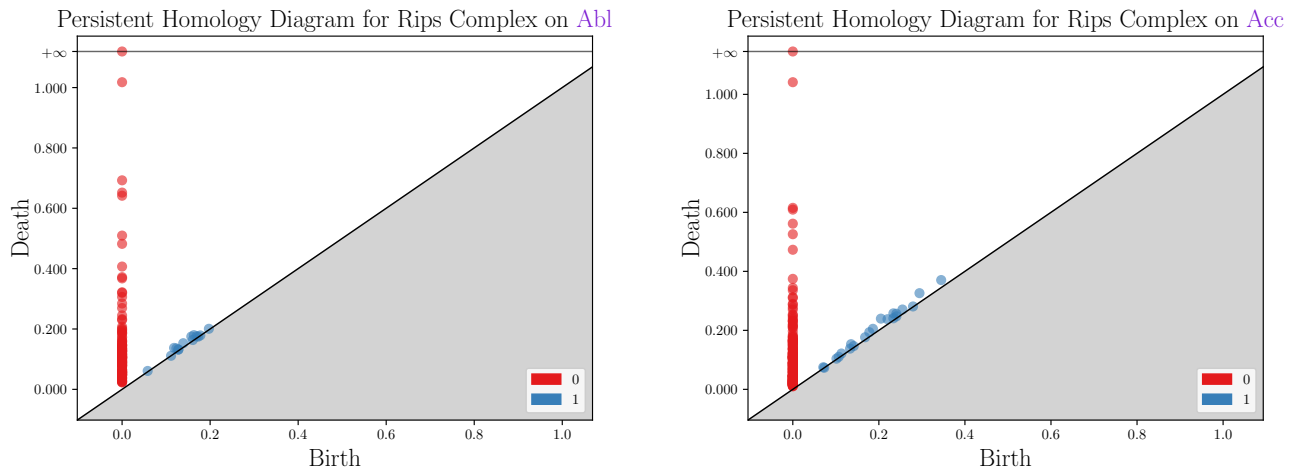 Persistent Homology Diagram for Rips Complex on Abl
+∞
1.000
0.800
0.600
0.400
0.200
0.000
Death
0.0 0.2 0.4 0.6 0.8 1.0
Birth
0
1
Persistent Homology Diagram for Rips Complex on Acc
+∞
1.000
0.800
0.600
0.400
0.200
0.000
Death
0.0 0.2 0.4 0.6 0.8 1.0
Birth
0
1